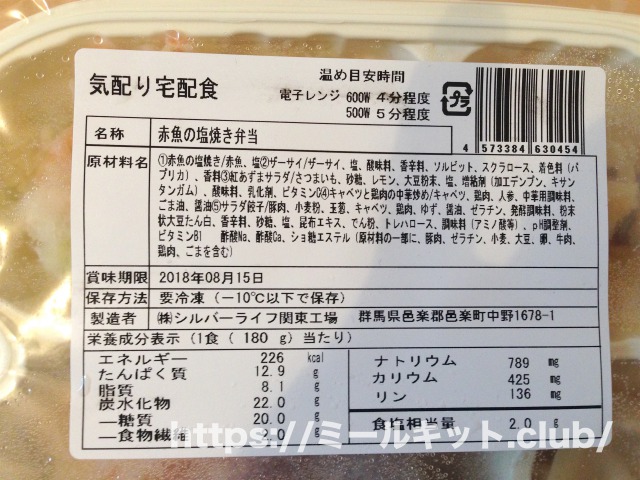 気配り宅配食
温め目安時間
電子レンジ 600W 4分程度
500W 5分程度
プラ
4 573384 630454
名称 赤魚の塩焼き弁当
原材料名 ①赤魚の塩焼き/赤魚、塩②ザーサイ/ザーサイ、塩、酸味料、香辛料、ソルビット、スクラロース、着色料(パ
プリカ)、香料③紅あずまサラダ/さつまいも、砂糖、レモン、大豆粉末、塩、増粘剤(加工デンプン、キサン
タンガム)、酸味料、乳化剤、ビタミンC④キャベツと鶏肉の中華炒め/キャベツ、鶏肉、人参、中華用調味料、
ごま油、醤油⑤サラダ餃子/豚肉、小麦粉、玉葱、キャベツ、鶏肉、ゆず、醤油、ゼラチン、発酵調味料、粉末
状大豆たん白、香辛料、砂糖、塩、昆布エキス、でん粉、トレハロース、調味料(アミノ酸等)、pH調整剤、
ビタミンB1 酢酸Na、酢酸Ca、ショ糖エステル(原材料の一部に、豚肉、ゼラチン、小麦、大豆、卵、牛肉、
鶏肉、ごまを含む)
賞味期限 2018年08月15日
保存方法 要冷凍(-10℃以下で保存)
製造者 ㈱シルバーライフ関東工場 群馬県邑楽郡邑楽町中野1678-1
栄養成分表示(1食( 180 g)当たり)
エネルギー 226 kcal
たんぱく質 12.9 g
脂質 8.1 g
炭水化物 22.0 g
―糖質 20.0 g
―食物繊維 2.0 g
ナトリウム 789 mg
カリウム 425 mg
リン 136 mg
食塩相当量 2.0 g
https://ミールキット.club/